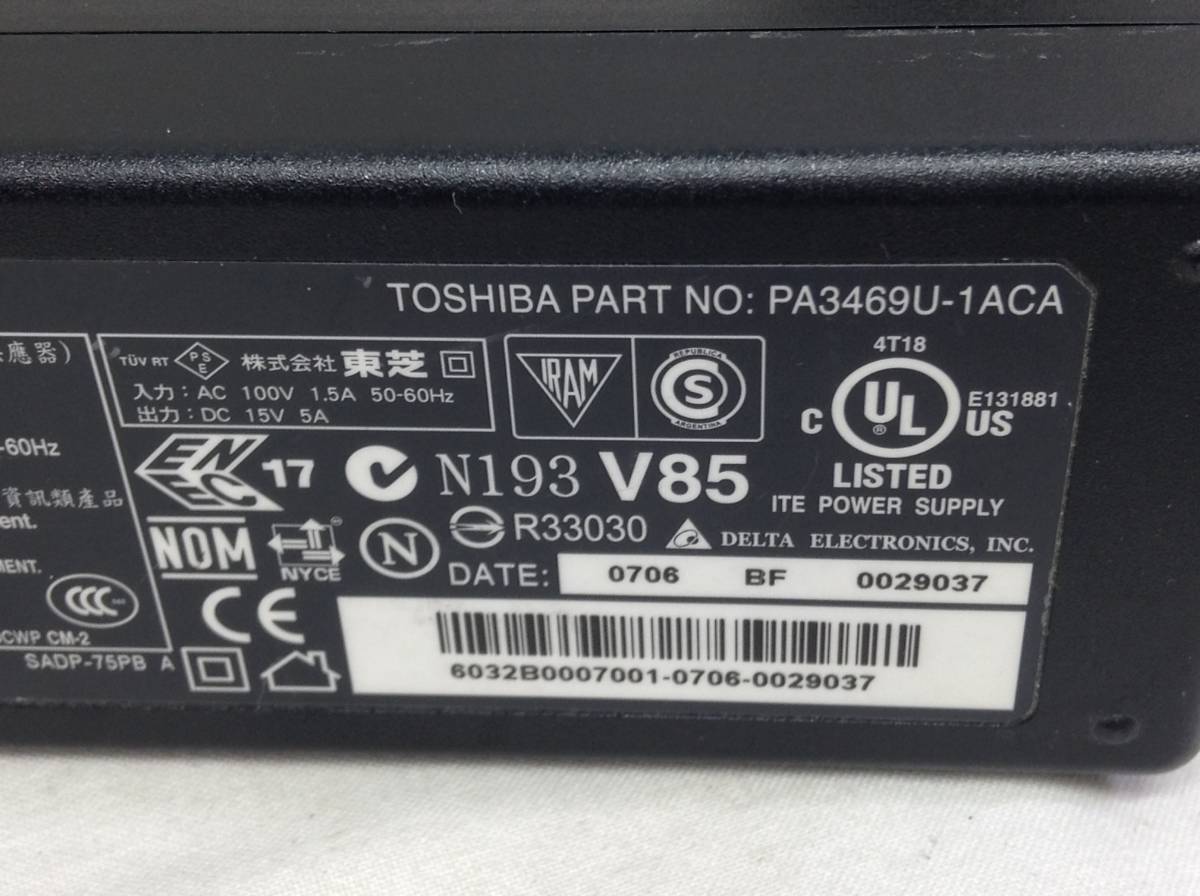 TOSHIBA PART NO: PA3469U-1ACA
應器)
TÜV RT PSE 株式会社 東芝
入力: AC 100V 1.5A 50-60Hz
出力: DC 15V 5A
IRAM
REPUBLICA
S
ARGENTINA
4T18
C UL ® US
E131881
LISTED
ITE POWER SUPPLY
-60Hz
ENEC 17
N193 V85
資訊類產品
ent.
NOM
NYCE
N
R33030
DELTA ELECTRONICS, INC.
MENT.
DATE: 0706 BF 0029037
CCC
CWP CM-2
CE
SADP-75PB A
6032B0007001-0706-0029037